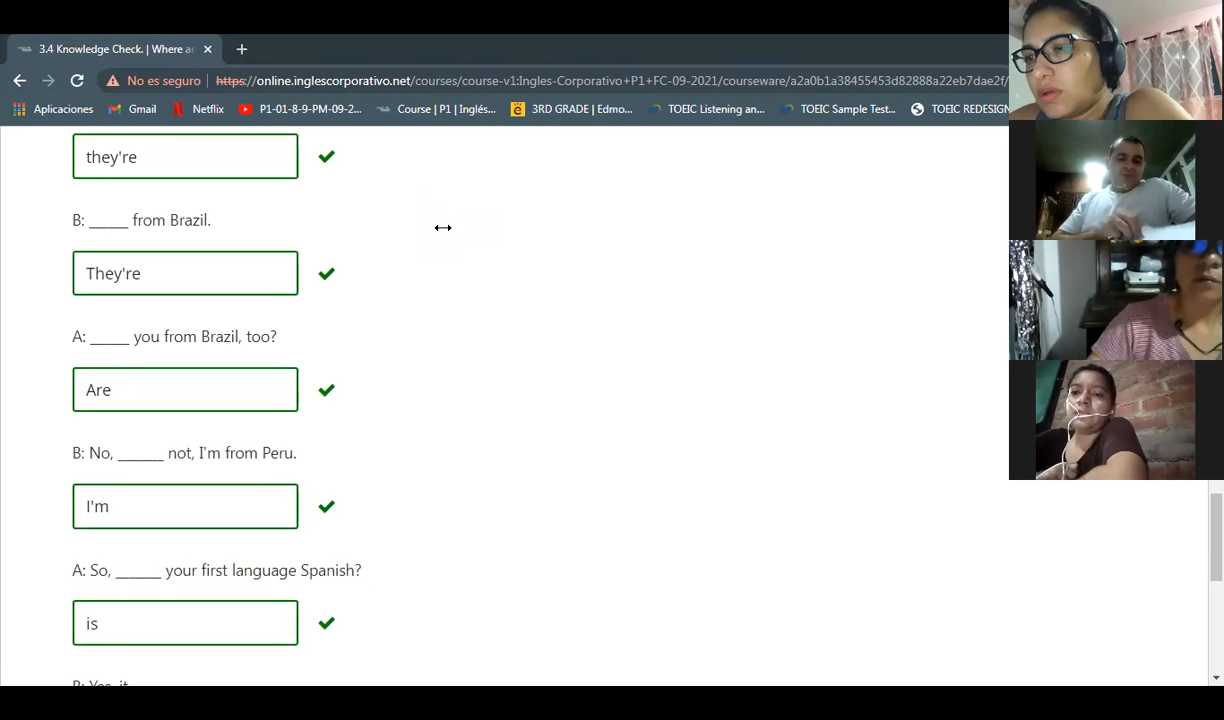 3.4 Knowledge Check. | Where ar
No es seguro | https://online.inglescorporativo.net/courses/course-v1:Ingles-Corporativo+P1+FC-09-2021/courseware/a2a0b1a38455453d82888a22eb7dae2f/
Aplicaciones Gmail Netflix P1-01-8-9-PM-09-2... Course | P1 | Inglés... 3RD GRADE | Edmo... TOEIC Listening an... TOEIC Sample Test... TOEIC REDESIGN
they're
B: _____ from Brazil.
They're
A: _____ you from Brazil, too?
Are
B: No, ______ not, I'm from Peru.
I'm
A: So, ______ your first language Spanish?
is
B: Yes, it